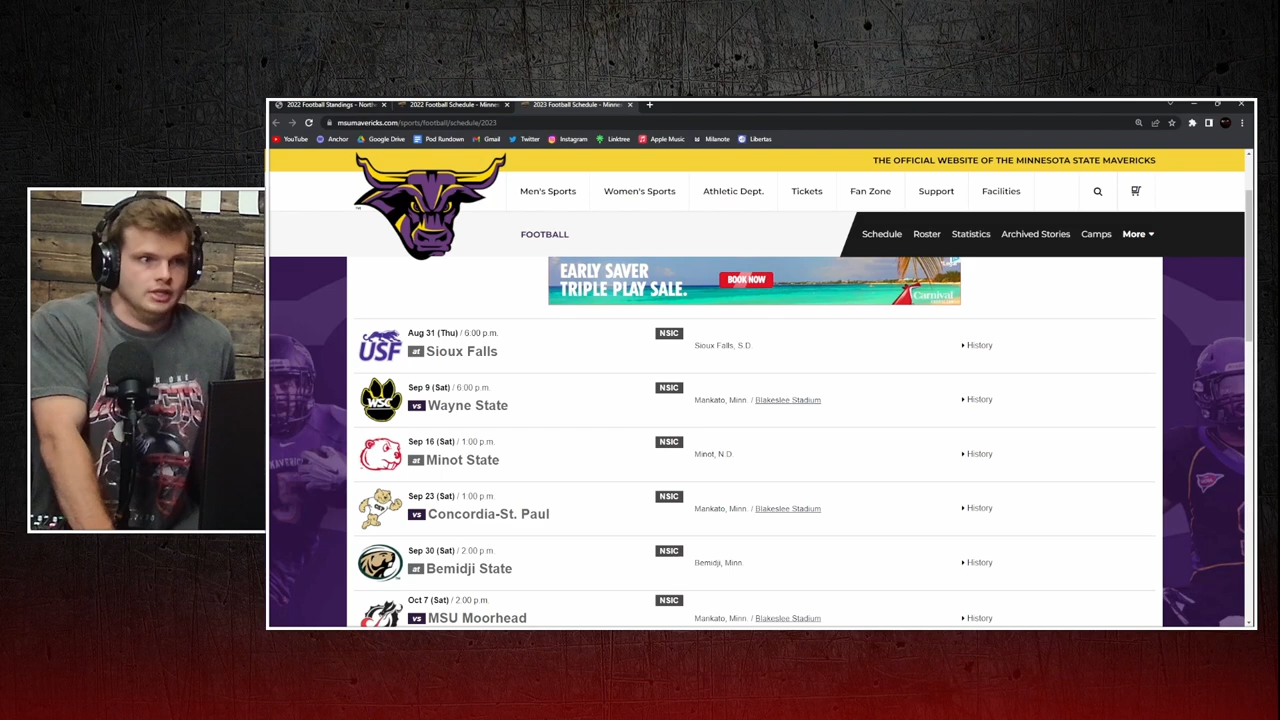 2022 Football Standings - North
2022 Football Schedule - Minnes
2023 Football Schedule - Minnes
msumavericks.com/sports/football/schedule/2023
YouTube Anchor Google Drive Pod Rundown Gmail Twitter Instagram Linktree Apple Music Milanote Libertas
THE OFFICIAL WEBSITE OF THE MINNESOTA STATE MAVERICKS
Men's Sports Women's Sports Athletic Dept. Tickets Fan Zone Support Facilities
FOOTBALL
Schedule Roster Statistics Archived Stories Camps More
EARLY SAVER
TRIPLE PLAY SALE.
BOOK NOW
Carnival
USF
Aug 31 (Thu) / 6:00 p.m.
at Sioux Falls
NSIC
Sioux Falls, S.D.
History
WSC
Sep 9 (Sat) / 6:00 p.m.
vs Wayne State
NSIC
Mankato, Minn. / Blakeslee Stadium
History
Sep 16 (Sat) / 1:00 p.m.
at Minot State
NSIC
Minot, N.D.
History
Sep 23 (Sat) / 1:00 p.m.
vs Concordia-St. Paul
NSIC
Mankato, Minn. / Blakeslee Stadium
History
Sep 30 (Sat) / 2:00 p.m.
at Bemidji State
NSIC
Bemidji, Minn.
History
Oct 7 (Sat) / 2:00 p.m.
vs MSU Moorhead
NSIC
Mankato, Minn. / Blakeslee Stadium
History